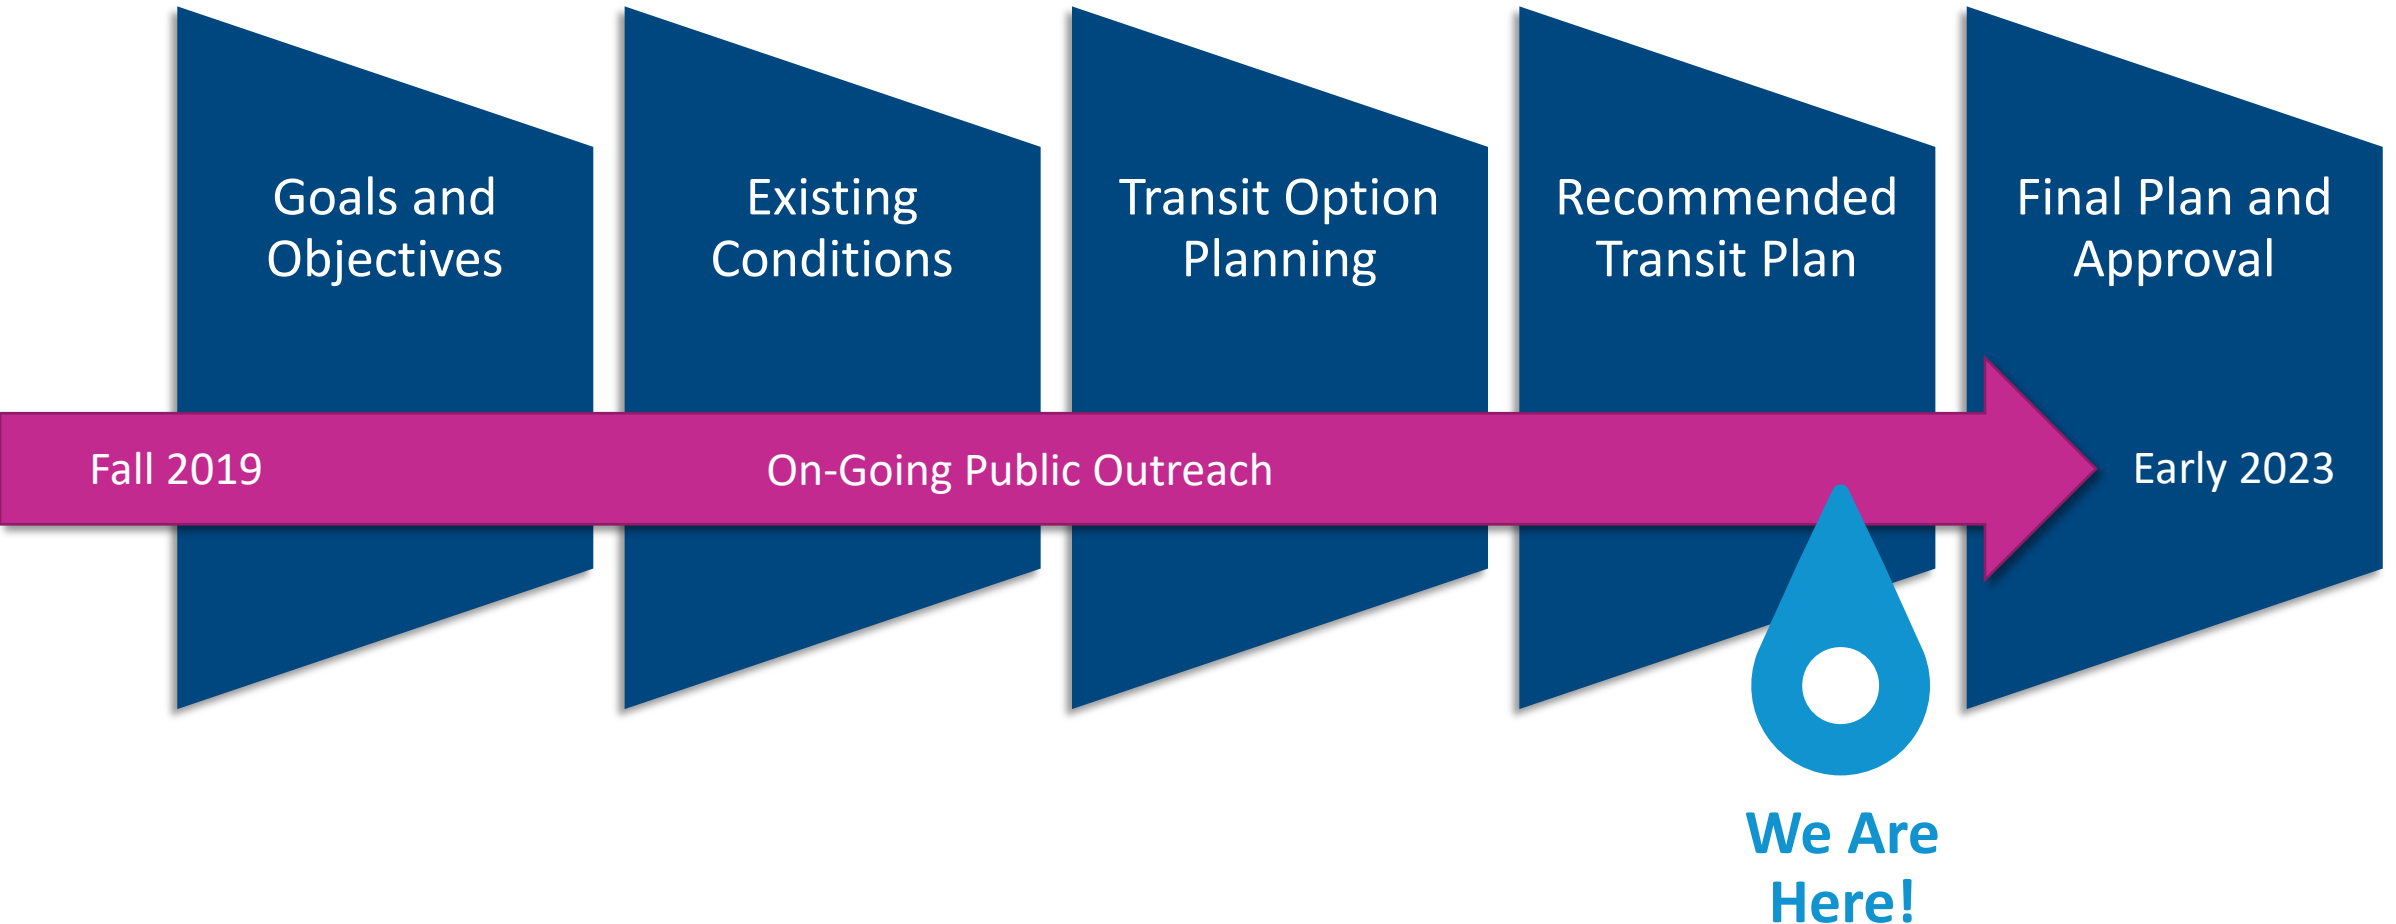 Goals and
Objectives
Existing
Conditions
Transit Option
Planning
Recommended
Transit Plan
Final Plan and
Approval
Fall 2019
On-Going Public Outreach
Early 2023
We Are
Here!